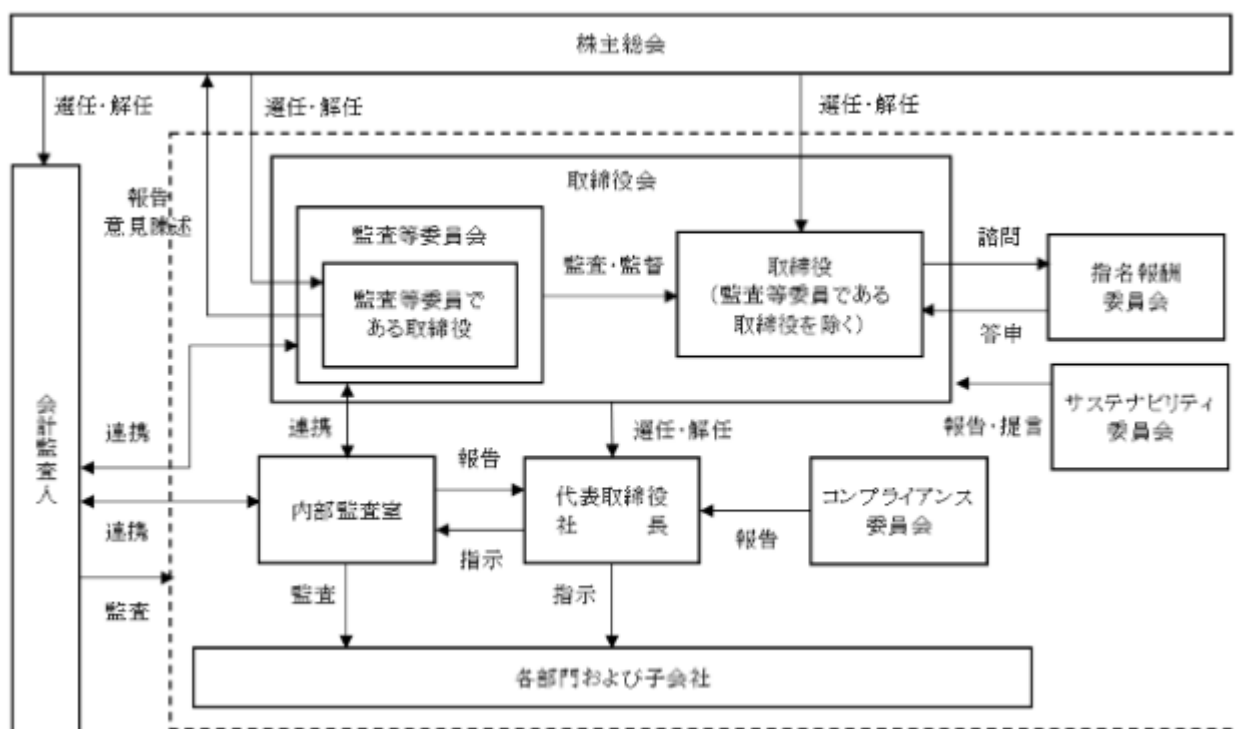 株主総会
選任・解任
選任・解任
選任・解任
報告
意見陳述
取締役会
監査等委員会
監査等委員で
ある取締役
監査・監督
取締役
(監査等委員である
取締役を除く)
諮問
指名報酬
委員会
答申
サステナビリティ
委員会
報告・提言
会計監査人
連携
連携
選任・解任
内部監査室
報告
代表取締役
社長
コンプライアンス
委員会
報告
指示
連携
監査
監査
指示
各部門および子会社